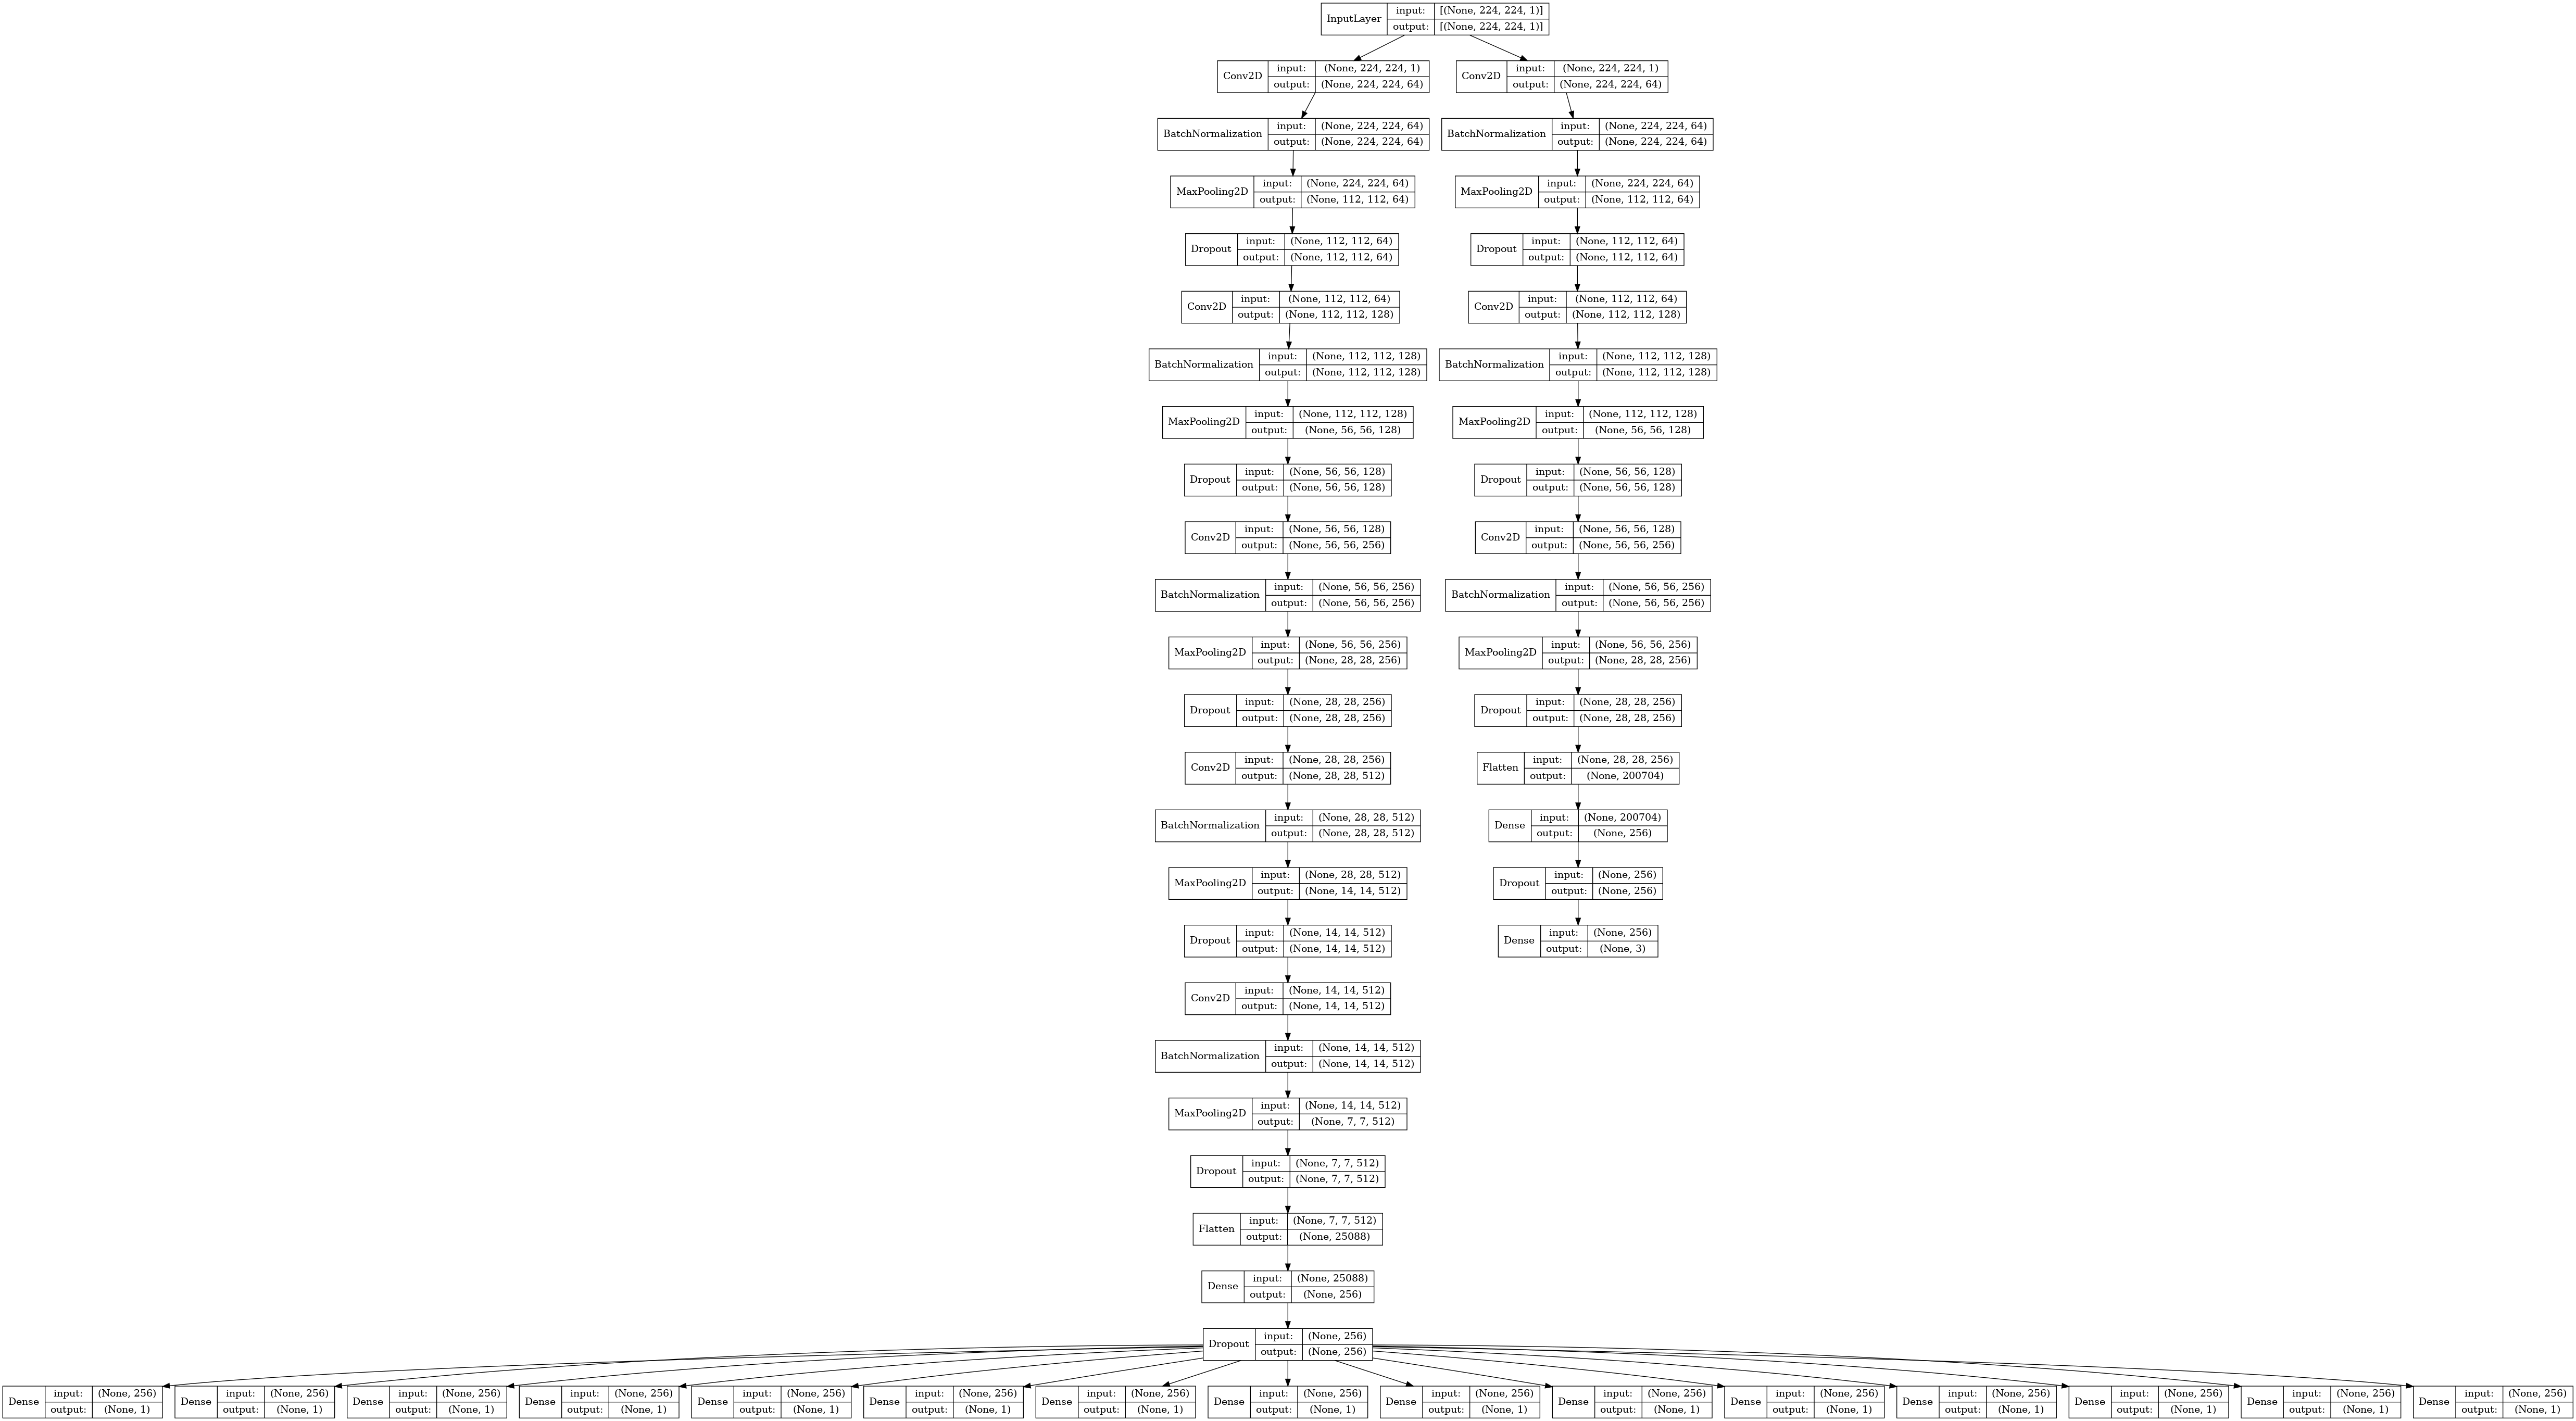 InputLayer
input: [(None, 224, 224, 1)]
output: [(None, 224, 224, 1)]
Conv2D
input: (None, 224, 224, 1)
output: (None, 224, 224, 64)
Conv2D
input: (None, 224, 224, 1)
output: (None, 224, 224, 64)
BatchNormalization
input: (None, 224, 224, 64)
output: (None, 224, 224, 64)
BatchNormalization
input: (None, 224, 224, 64)
output: (None, 224, 224, 64)
MaxPooling2D
input: (None, 224, 224, 64)
output: (None, 112, 112, 64)
MaxPooling2D
input: (None, 224, 224, 64)
output: (None, 112, 112, 64)
Dropout
input: (None, 112, 112, 64)
output: (None, 112, 112, 64)
Dropout
input: (None, 112, 112, 64)
output: (None, 112, 112, 64)
Conv2D
input: (None, 112, 112, 64)
output: (None, 112, 112, 128)
Conv2D
input: (None, 112, 112, 64)
output: (None, 112, 112, 128)
BatchNormalization
input: (None, 112, 112, 128)
output: (None, 112, 112, 128)
BatchNormalization
input: (None, 112, 112, 128)
output: (None, 112, 112, 128)
MaxPooling2D
input: (None, 112, 112, 128)
output: (None, 56, 56, 128)
MaxPooling2D
input: (None, 112, 112, 128)
output: (None, 56, 56, 128)
Dropout
input: (None, 56, 56, 128)
output: (None, 56, 56, 128)
Dropout
input: (None, 56, 56, 128)
output: (None, 56, 56, 128)
Conv2D
input: (None, 56, 56, 128)
output: (None, 56, 56, 256)
Conv2D
input: (None, 56, 56, 128)
output: (None, 56, 56, 256)
BatchNormalization
input: (None, 56, 56, 256)
output: (None, 56, 56, 256)
BatchNormalization
input: (None, 56, 56, 256)
output: (None, 56, 56, 256)
MaxPooling2D
input: (None, 56, 56, 256)
output: (None, 28, 28, 256)
MaxPooling2D
input: (None, 56, 56, 256)
output: (None, 28, 28, 256)
Dropout
input: (None, 28, 28, 256)
output: (None, 28, 28, 256)
Dropout
input: (None, 28, 28, 256)
output: (None, 28, 28, 256)
Conv2D
input: (None, 28, 28, 256)
output: (None, 28, 28, 512)
Flatten
input: (None, 28, 28, 256)
output: (None, 200704)
BatchNormalization
input: (None, 28, 28, 512)
output: (None, 28, 28, 512)
Dense
input: (None, 200704)
output: (None, 256)
MaxPooling2D
input: (None, 28, 28, 512)
output: (None, 14, 14, 512)
Dropout
input: (None, 256)
output: (None, 256)
Dropout
input: (None, 14, 14, 512)
output: (None, 14, 14, 512)
Dense
input: (None, 256)
output: (None, 3)
Conv2D
input: (None, 14, 14, 512)
output: (None, 14, 14, 512)
BatchNormalization
input: (None, 14, 14, 512)
output: (None, 14, 14, 512)
MaxPooling2D
input: (None, 14, 14, 512)
output: (None, 7, 7, 512)
Dropout
input: (None, 7, 7, 512)
output: (None, 7, 7, 512)
Flatten
input: (None, 7, 7, 512)
output: (None, 25088)
Dense
input: (None, 25088)
output: (None, 256)
Dropout
input: (None, 256)
output: (None, 256)
Dense
input: (None, 256)
output: (None, 1)
Dense
input: (None, 256)
output: (None, 1)
Dense
input: (None, 256)
output: (None, 1)
Dense
input: (None, 256)
output: (None, 1)
Dense
input: (None, 256)
output: (None, 1)
Dense
input: (None, 256)
output: (None, 1)
Dense
input: (None, 256)
output: (None, 1)
Dense
input: (None, 256)
output: (None, 1)
Dense
input: (None, 256)
output: (None, 1)
Dense
input: (None, 256)
output: (None, 1)
Dense
input: (None, 256)
output: (None, 1)
Dense
input: (None, 256)
output: (None, 1)
Dense
input: (None, 256)
output: (None, 1)
Dense
input: (None, 256)
output: (None, 1)
Dense
input: (None, 256)
output: (None, 1)